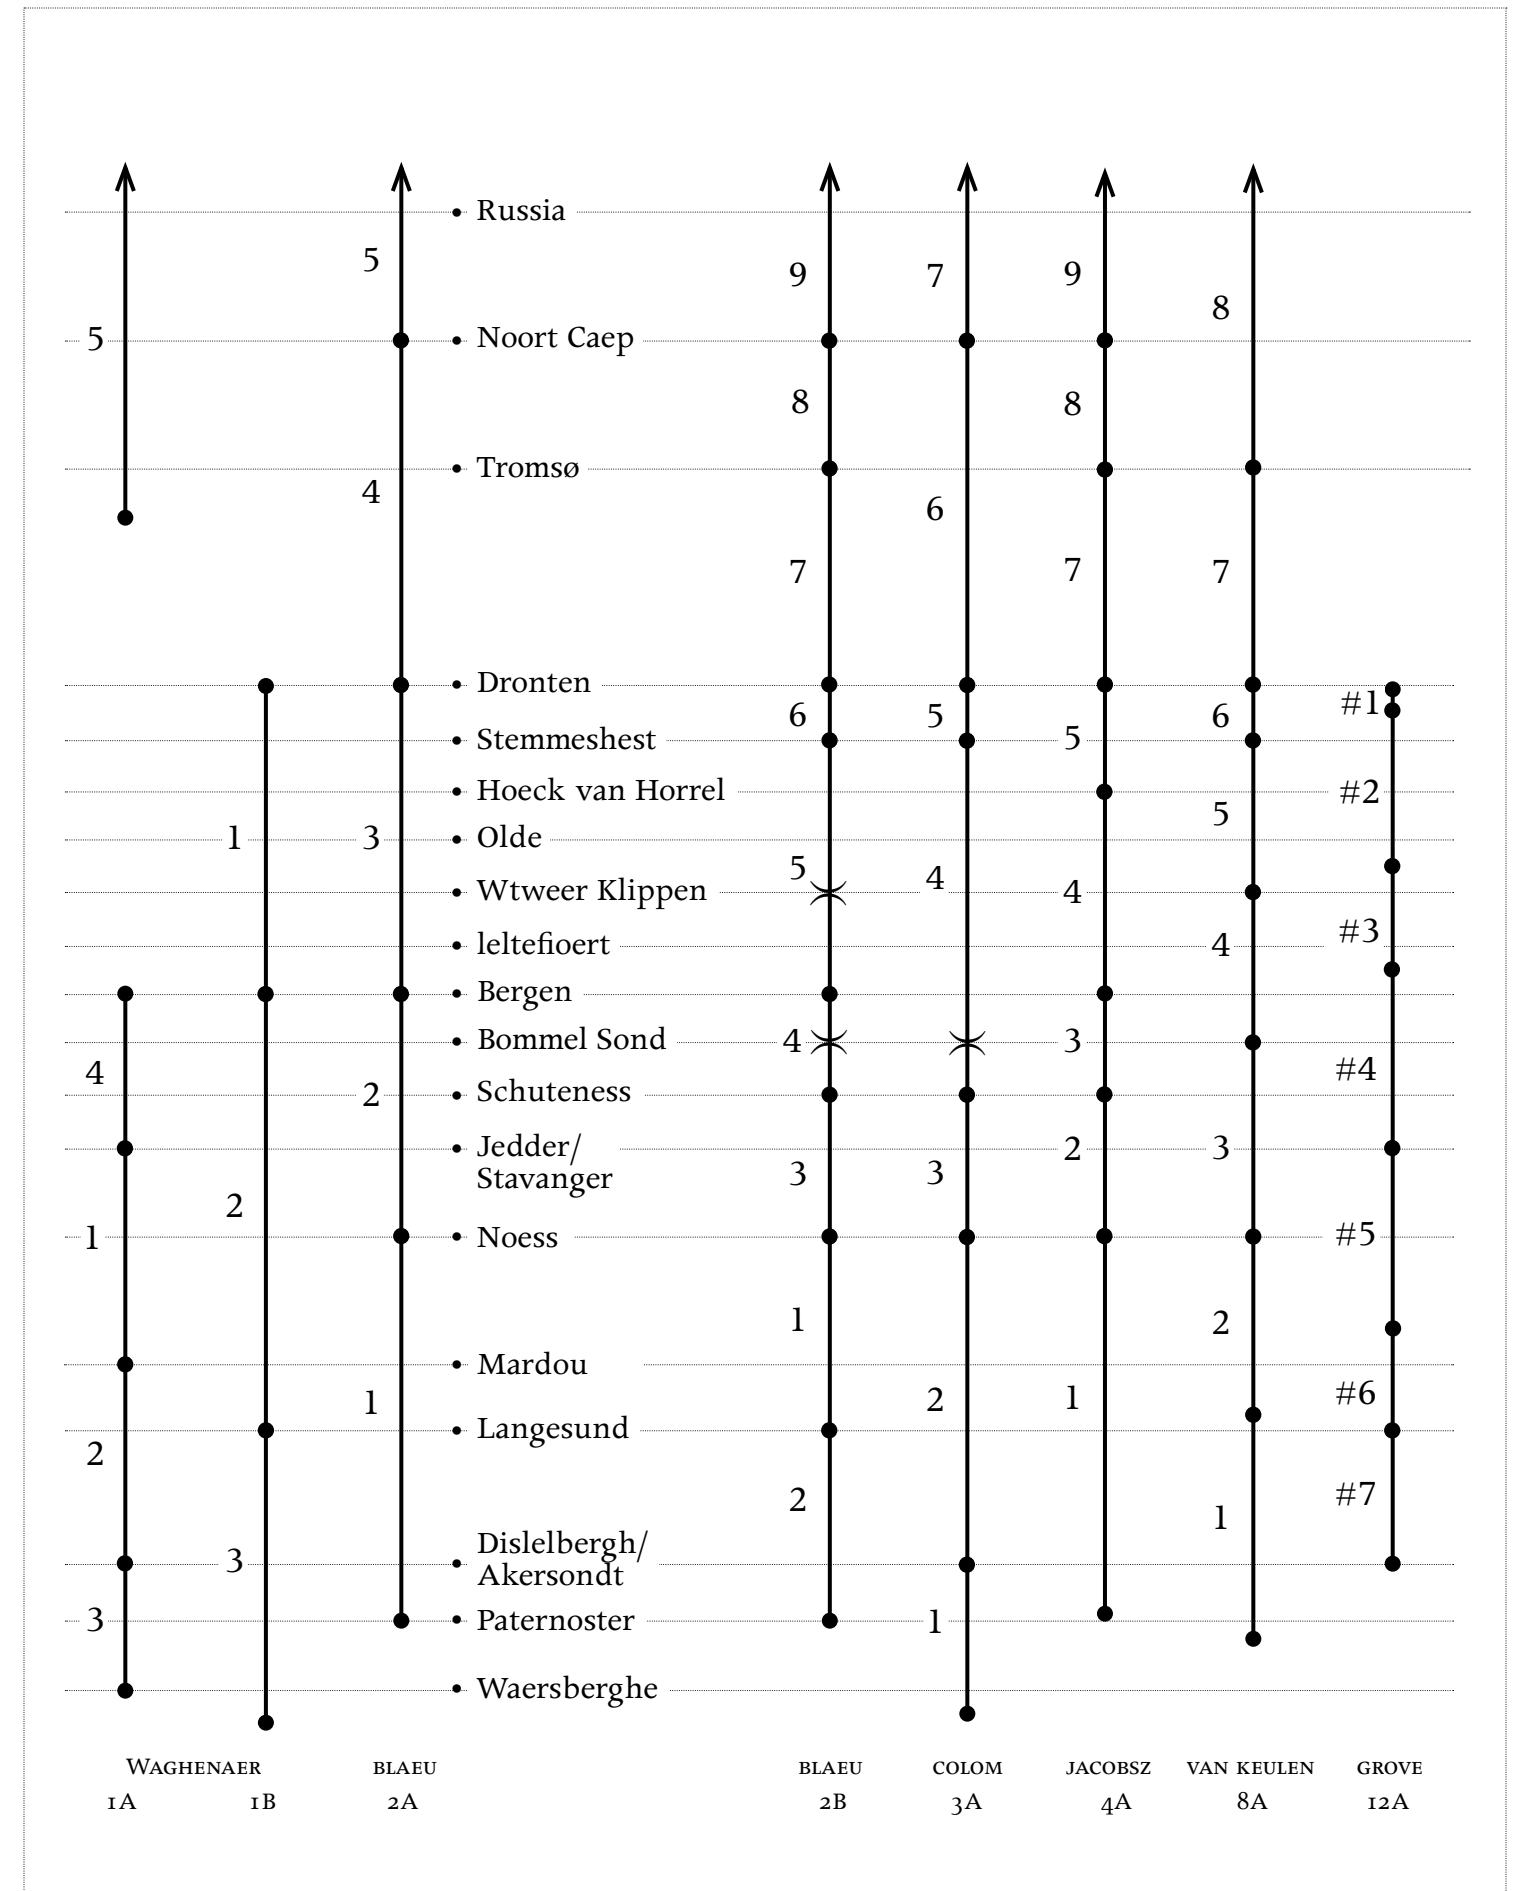 Russia
5
9
7
9
8
5
Noort Caep
8
8
Tromsø
4
6
7
7
7
Dronten
#1
6
5
6
Stemmeshest
5
Hoeck van Horrel
#2
5
1
3
Olde
5
4
Wtweer Klippen
4
#3
leltefioert
4
Bergen
Bommel Sond
4
3
4
#4
2
Schuteness
Jedder/
Stavanger
2
3
3
3
2
1
Noess
#5
1
2
Mardou
1
2
1
#6
Langesund
2
2
#7
1
Dislelbergh/
Akersondt
3
3
Paternoster
1
Waersberghe
Waghenaer
blaeu
blaeu
colom
jacobsz
van keulen
grove
1A
1B
2A
2B
3A
4A
8A
12A